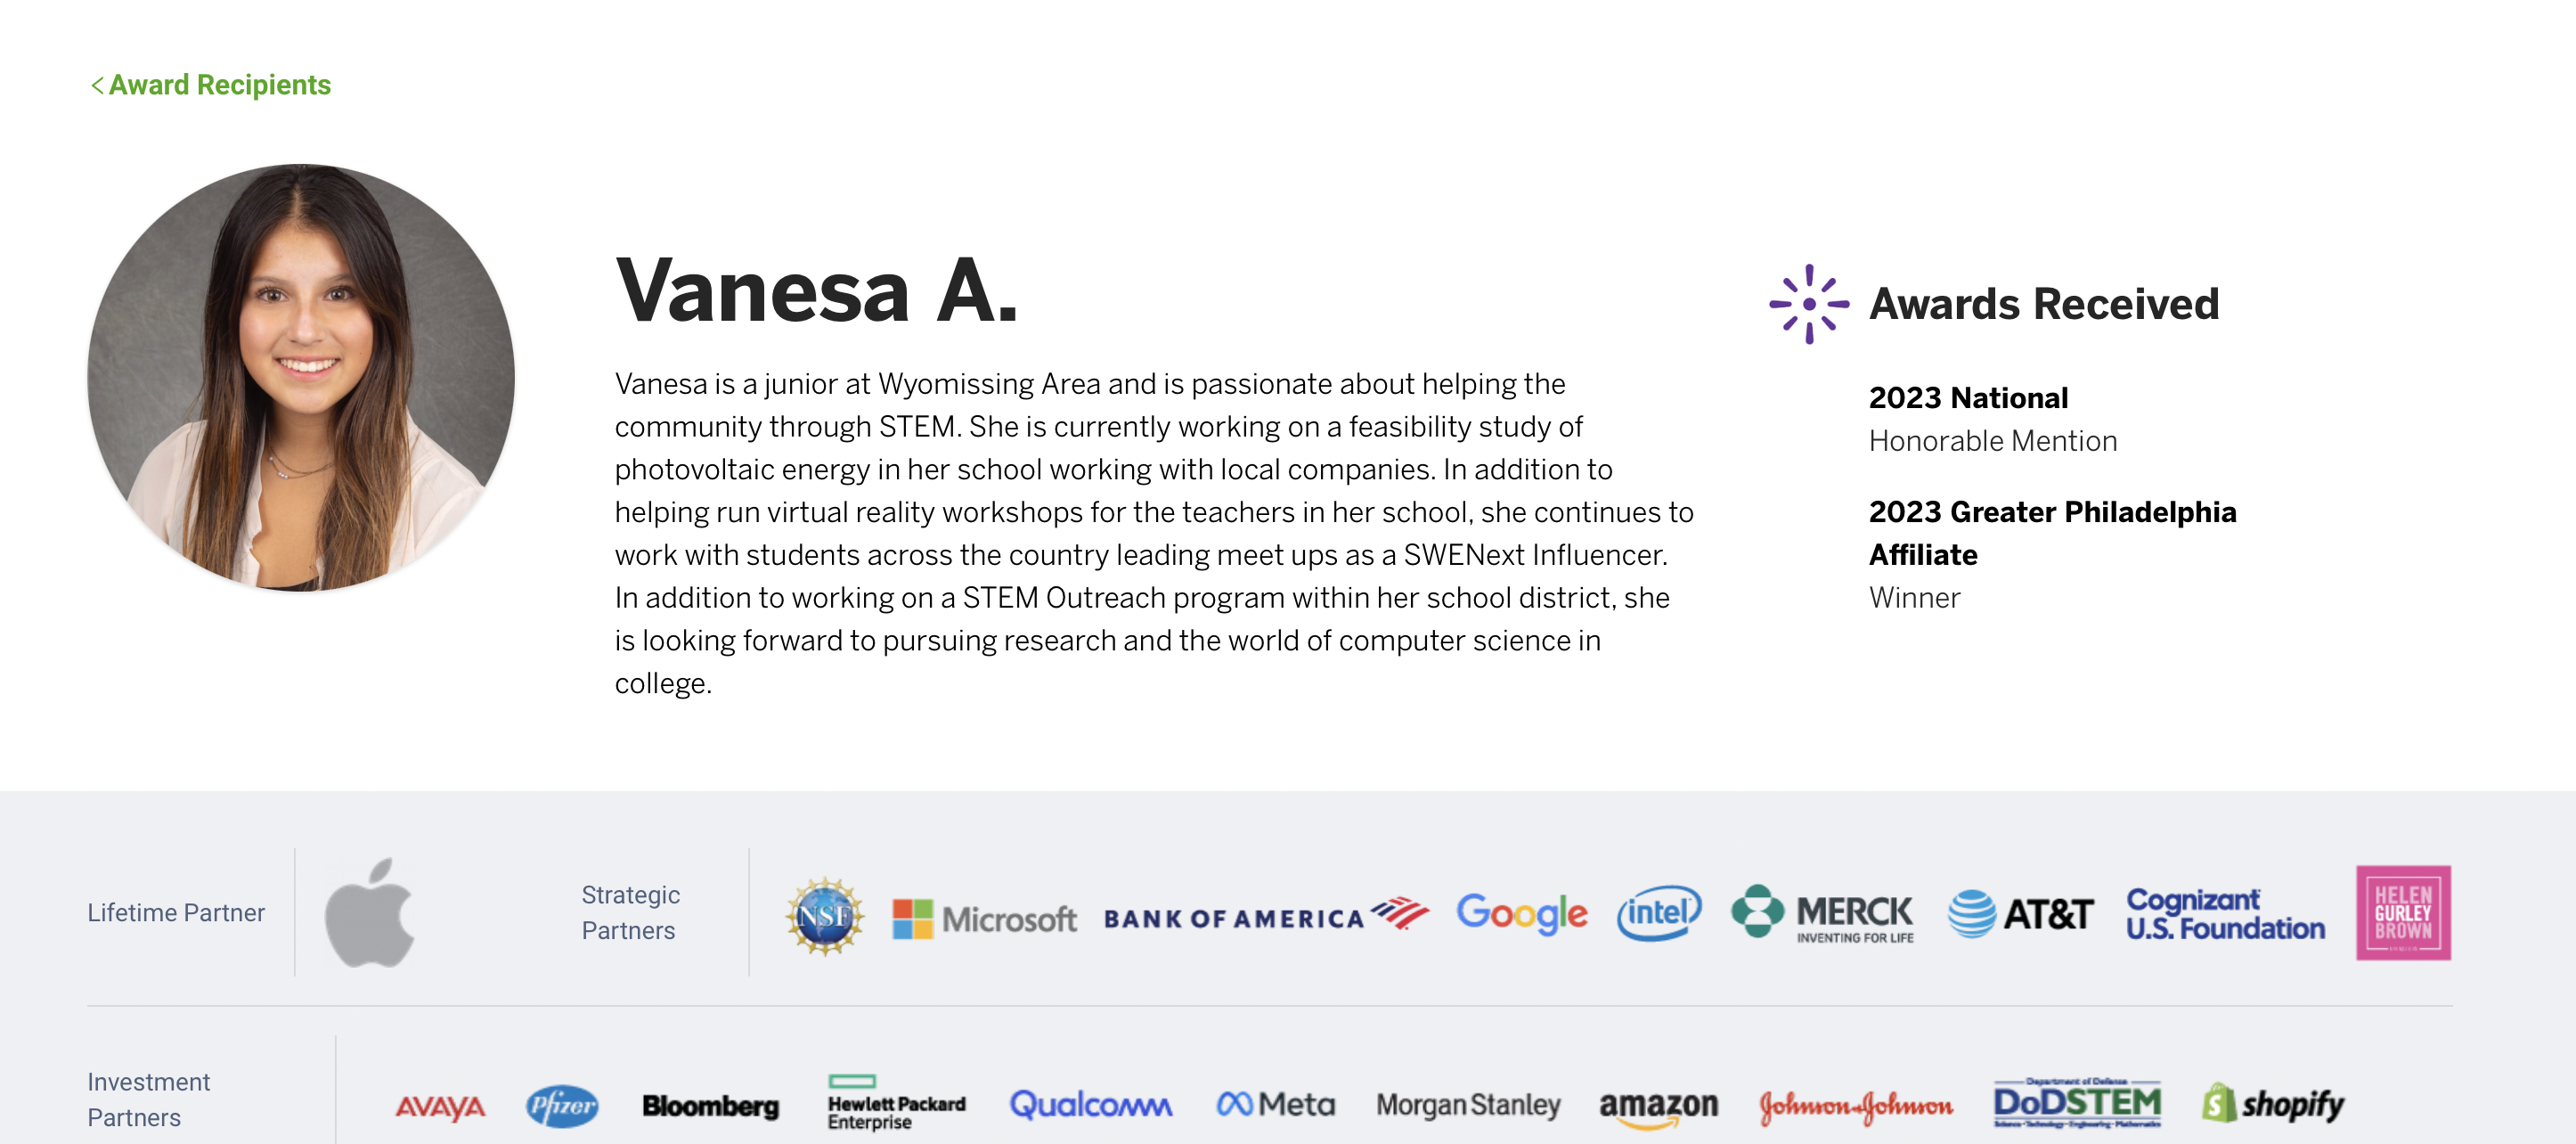 < Award Recipients
Vanesa A.
Vanesa is a junior at Wyomissing Area and is passionate about helping the
community through STEM. She is currently working on a feasibility study of
photovoltaic energy in her school working with local companies. In addition to
helping run virtual reality workshops for the teachers in her school, she continues to
work with students across the country leading meet ups as a SWENext Influencer.
In addition to working on a STEM Outreach program within her school district, she
is looking forward to pursuing research and the world of computer science in
college.
Awards Received
2023 National
Honorable Mention
2023 Greater Philadelphia
Affiliate
Winner
Lifetime Partner
Strategic
Partners
NSF
Microsoft
BANK OF AMERICA
Google
intel
MERCK
INVENTING FOR LIFE
AT&T
Cognizant
U.S. Foundation
HELEN
GURLEY
BROWN
Investment
Partners
AVAYA
Pfizer
Bloomberg
Hewlett Packard
Enterprise
Qualcomm
Meta
Morgan Stanley
amazon
Johnson & Johnson
Department of Defense
DoDSTEM
Science · Technology · Engineering · Mathematics
shopify